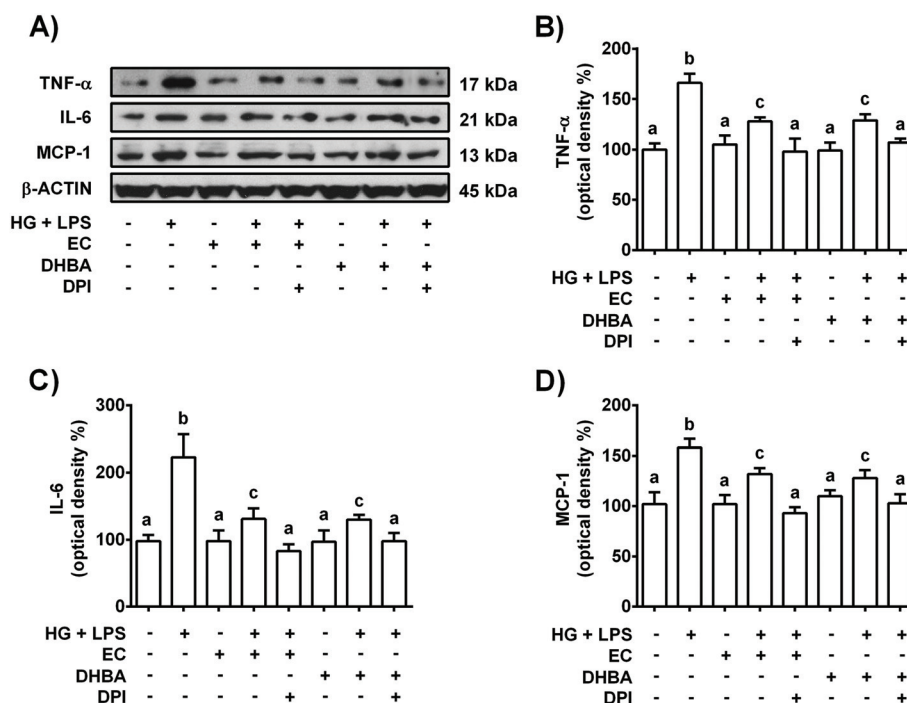 A)
TNF-α 17 kDa
IL-6 21 kDa
MCP-1 13 kDa
β-ACTIN 45 kDa
HG + LPS - + - + + - + +
EC - - + + + - - -
DHBA - - - - - + + +
DPI - - - - + - - +
B)
TNF-α
(optical density %)
200
150
100
50
0
a b a c a a c a
HG + LPS - + - + + - + +
EC - - + + + - - -
DHBA - - - - - + + +
DPI - - - - + - - +
C)
IL-6
(optical density %)
300
200
100
0
a b a c a a c a
HG + LPS - + - + + - + +
EC - - + + + - - -
DHBA - - - - - + + +
DPI - - - - + - - +
D)
MCP-1
(optical density %)
200
150
100
50
0
a b a c a a c a
HG + LPS - + - + + - + +
EC - - + + + - - -
DHBA - - - - - + + +
DPI - - - - + - - +